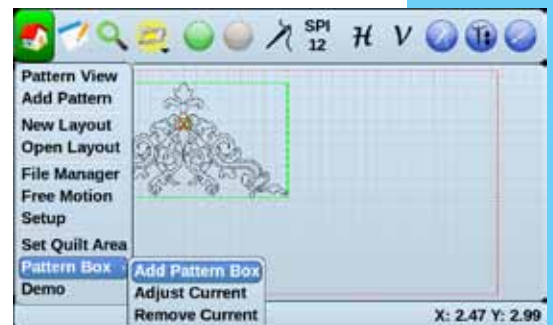 SPI
12
H V
Pattern View
Add Pattern
New Layout
Open Layout
File Manager
Free Motion
Setup
Set Quilt Area
Pattern Box
Add Pattern Box
Demo
Adjust Current
Remove Current
X: 2.47 Y: 2.99